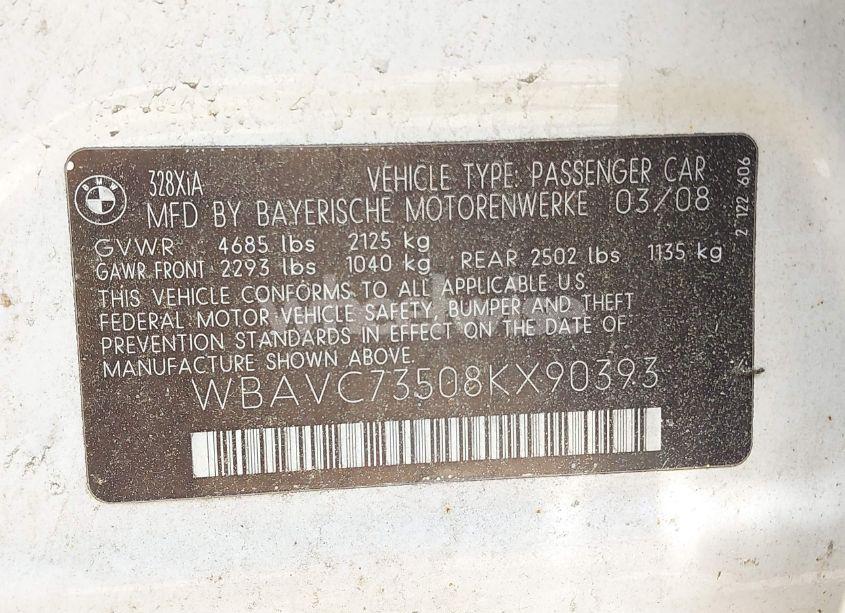 BMW
328XiA VEHICLE TYPE: PASSENGER CAR
MFD BY BAYERISCHE MOTORENWERKE 03/08
GVWR 4685 lbs 2125 kg
GAWR FRONT 2293 lbs 1040 kg REAR 2502 lbs 1135 kg
THIS VEHICLE CONFORMS TO ALL APPLICABLE U.S.
FEDERAL MOTOR VEHICLE SAFETY, BUMPER AND THEFT
PREVENTION STANDARDS IN EFFECT ON THE DATE OF
MANUFACTURE SHOWN ABOVE.
WBAVC73508KX90393
2 122 606